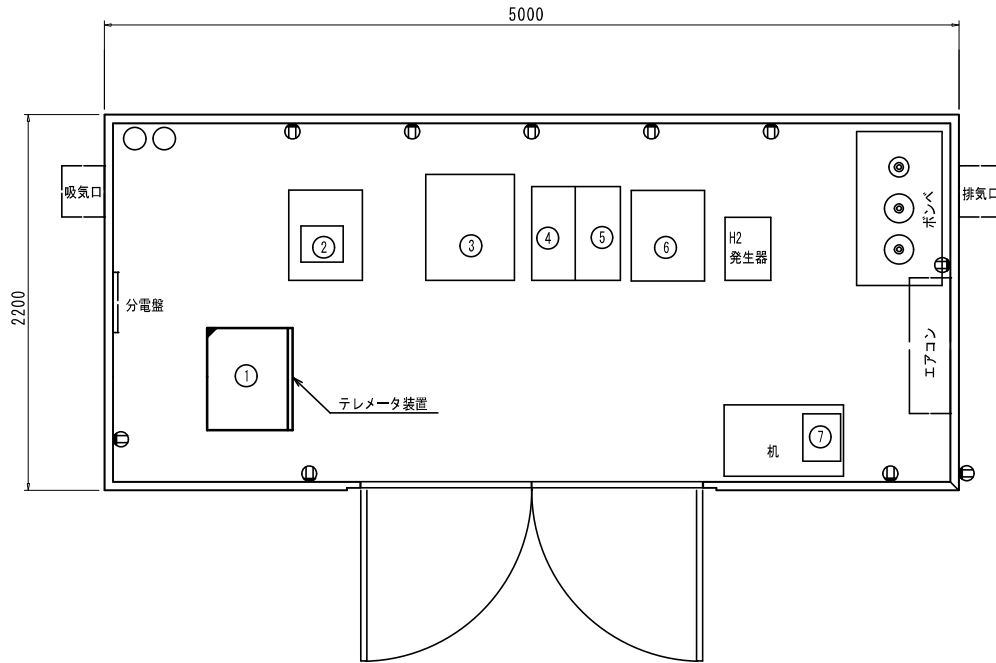 5000
2200
吸気口
排気口
ボンベ
②
③
④
⑤
⑥
H2
発生器
分電盤
エアコン
①
テレメータ装置
⑦
机